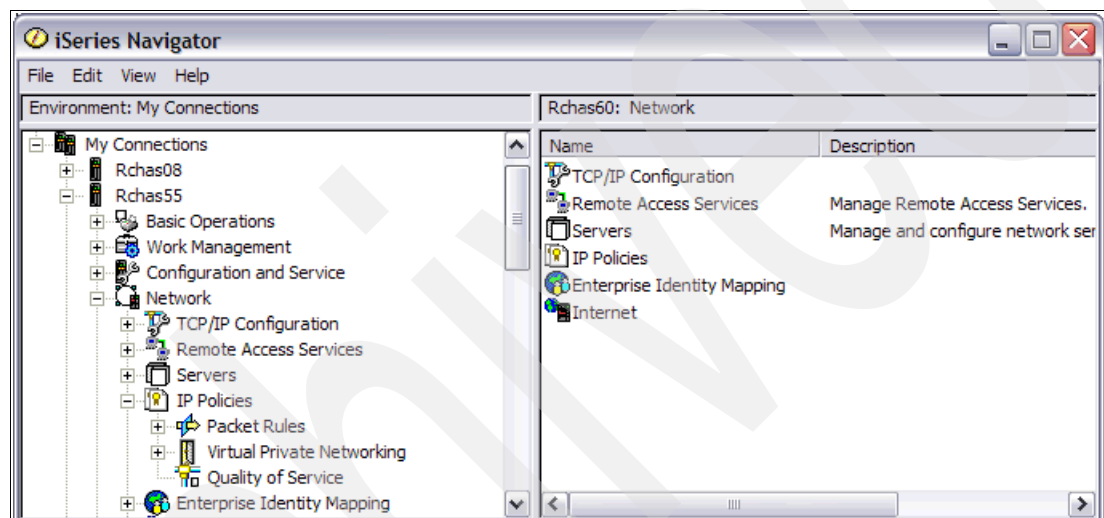 iSeries Navigator
File Edit View Help
Environment: My Connections
Rchas60: Network
My Connections
Rchas08
Rchas55
Basic Operations
Work Management
Configuration and Service
Network
TCP/IP Configuration
Remote Access Services
Servers
IP Policies
Packet Rules
Virtual Private Networking
Quality of Service
Enterprise Identity Mapping
Name Description
TCP/IP Configuration
Remote Access Services Manage Remote Access Services.
Servers Manage and configure network ser
IP Policies
Enterprise Identity Mapping
Internet